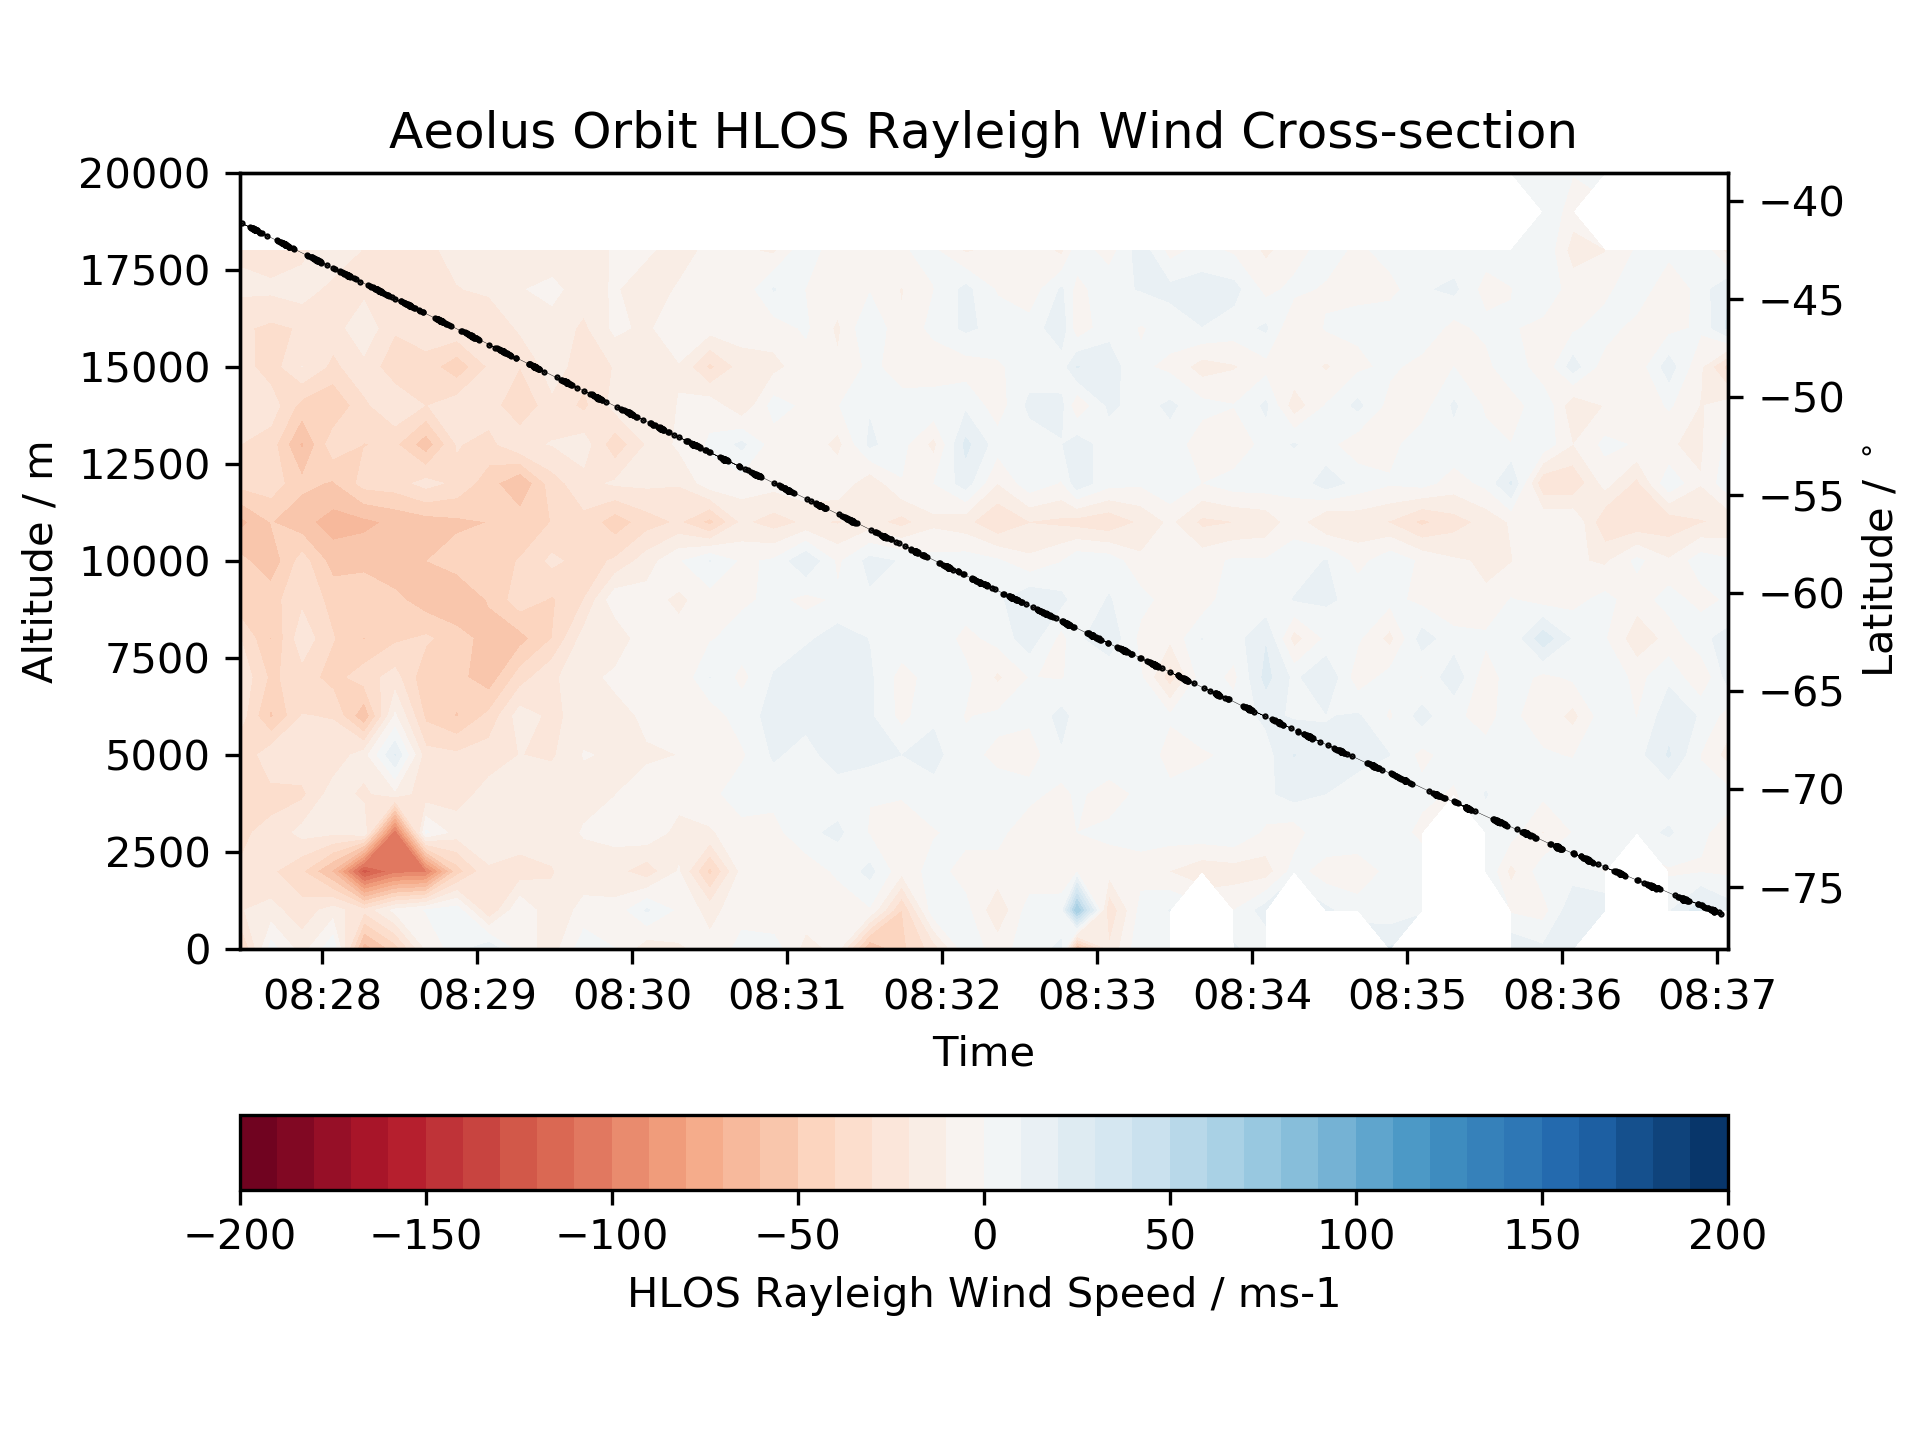 Aeolus Orbit HLOS Rayleigh Wind Cross-section
20000
17500
15000
12500
10000
7500
5000
2500
0
Altitude / m
−40
−45
−50
−55
−60
−65
−70
−75
Latitude / °
08:28 08:29 08:30 08:31 08:32 08:33 08:34 08:35 08:36 08:37
Time
−200 −150 −100 −50 0 50 100 150 200
HLOS Rayleigh Wind Speed / ms-1